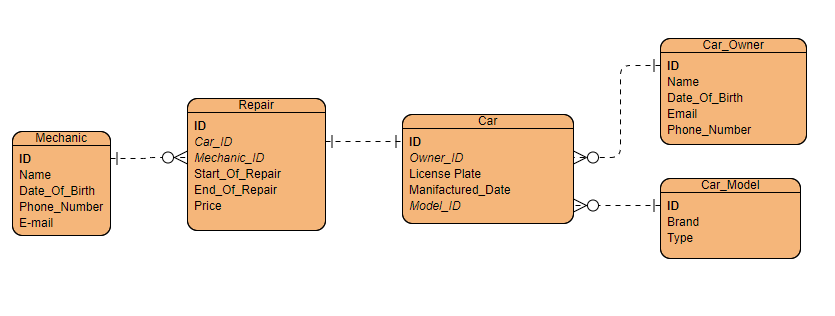 Mechanic
ID
Name
Date_Of_Birth
Phone_Number
E-mail
Repair
ID
Car_ID
Mechanic_ID
Start_Of_Repair
End_Of_Repair
Price
Car
ID
Owner_ID
License Plate
Manifactured_Date
Model_ID
Car_Owner
ID
Name
Date_Of_Birth
Email
Phone_Number
Car_Model
ID
Brand
Type